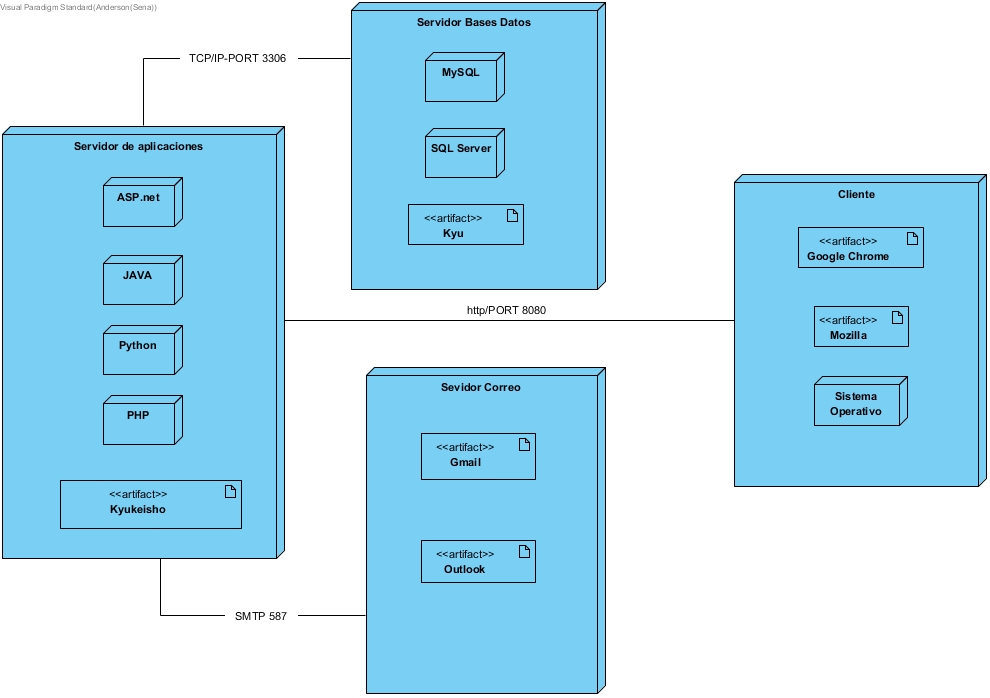 Visual Paradigm Standard(Anderson(Sena))
Servidor Bases Datos
TCP/IP-PORT 3306
MySQL
SQL Server
<<artifact>>
Kyu
Servidor de aplicaciones
ASP.net
JAVA
Python
PHP
<<artifact>>
Kyukeisho
http/PORT 8080
Cliente
<<artifact>>
Google Chrome
<<artifact>>
Mozilla
Sistema
Operativo
Sevidor Correo
<<artifact>>
Gmail
<<artifact>>
Outlook
SMTP 587